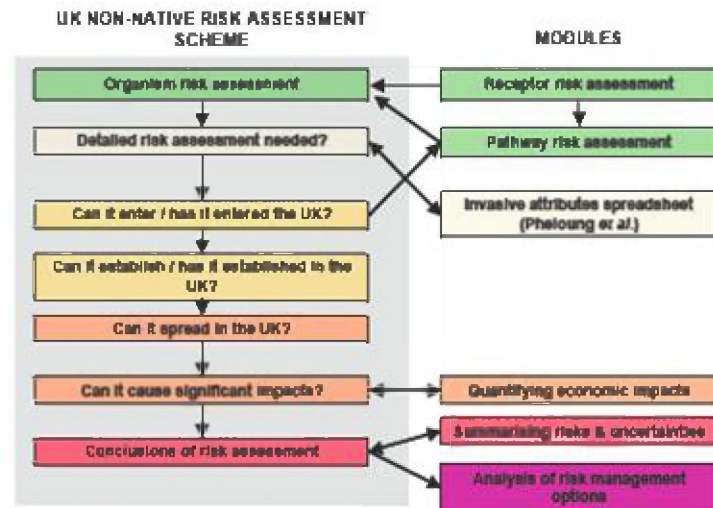 UK NON-NATIVE RISK ASSESSMENT
SCHEME
MODULES
Organism risk assessment
Receptor risk assessment
Detailed risk assessment needed?
Pathway risk assessment
Can it enter / has it entered the UK?
Invasive attributes spreadsheet
(Pheloung et al.)
Can it establish / has it established in the
UK?
Can it spread in the UK?
Can it cause significant impacts?
Quantifying economic impacts
Conclusions of risk assessment
Summarising risks & uncertainties
Analysis of risk management
options